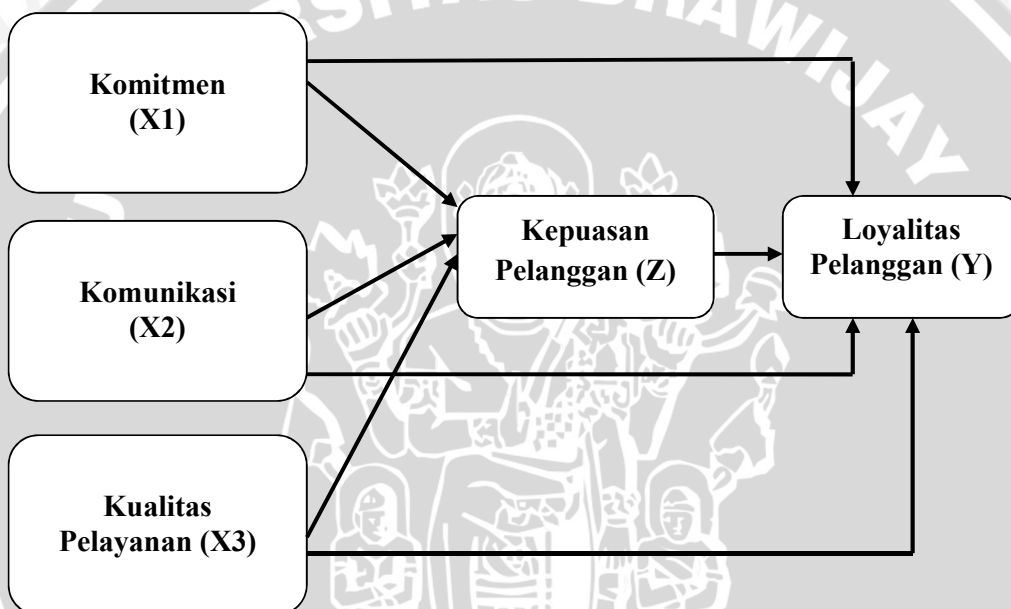 Komitmen
(X1)
Komunikasi
(X2)
Kualitas
Pelayanan (X3)
Kepuasan
Pelanggan (Z)
Loyalitas
Pelanggan (Y)